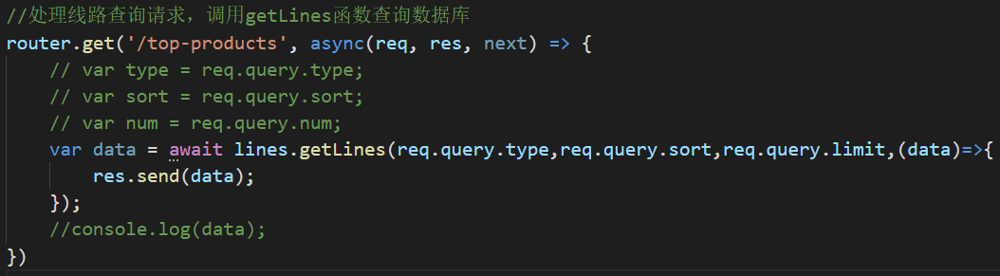 //处理线路查询请求，调用getLines函数查询数据库
router.get('/top-products', async(req, res, next) => {
    // var type = req.query.type;
    // var sort = req.query.sort;
    // var num = req.query.num;
    var data = await lines.getLines(req.query.type,req.query.sort,req.query.limit,(data)=>{
        res.send(data);
    });
    //console.log(data);
})